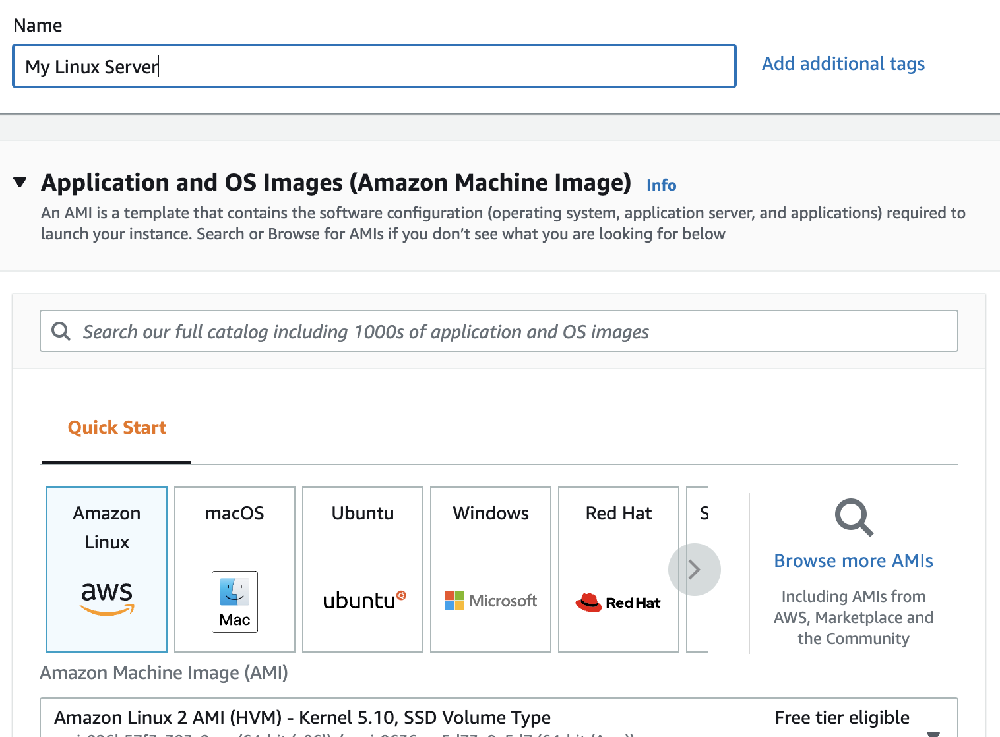 Name
My Linux Server
Add additional tags
Application and OS Images (Amazon Machine Image) Info
An AMI is a template that contains the software configuration (operating system, application server, and applications) required to
launch your instance. Search or Browse for AMIs if you don’t see what you are looking for below
Search our full catalog including 1000s of application and OS images
Quick Start
Amazon
Linux
aws
macOS
Mac
Ubuntu
ubuntu
Windows
Microsoft
Red Hat
Red Hat
S
Browse more AMIs
Including AMIs from
AWS, Marketplace and
the Community
Amazon Machine Image (AMI)
Amazon Linux 2 AMI (HVM) - Kernel 5.10, SSD Volume Type
Free tier eligible